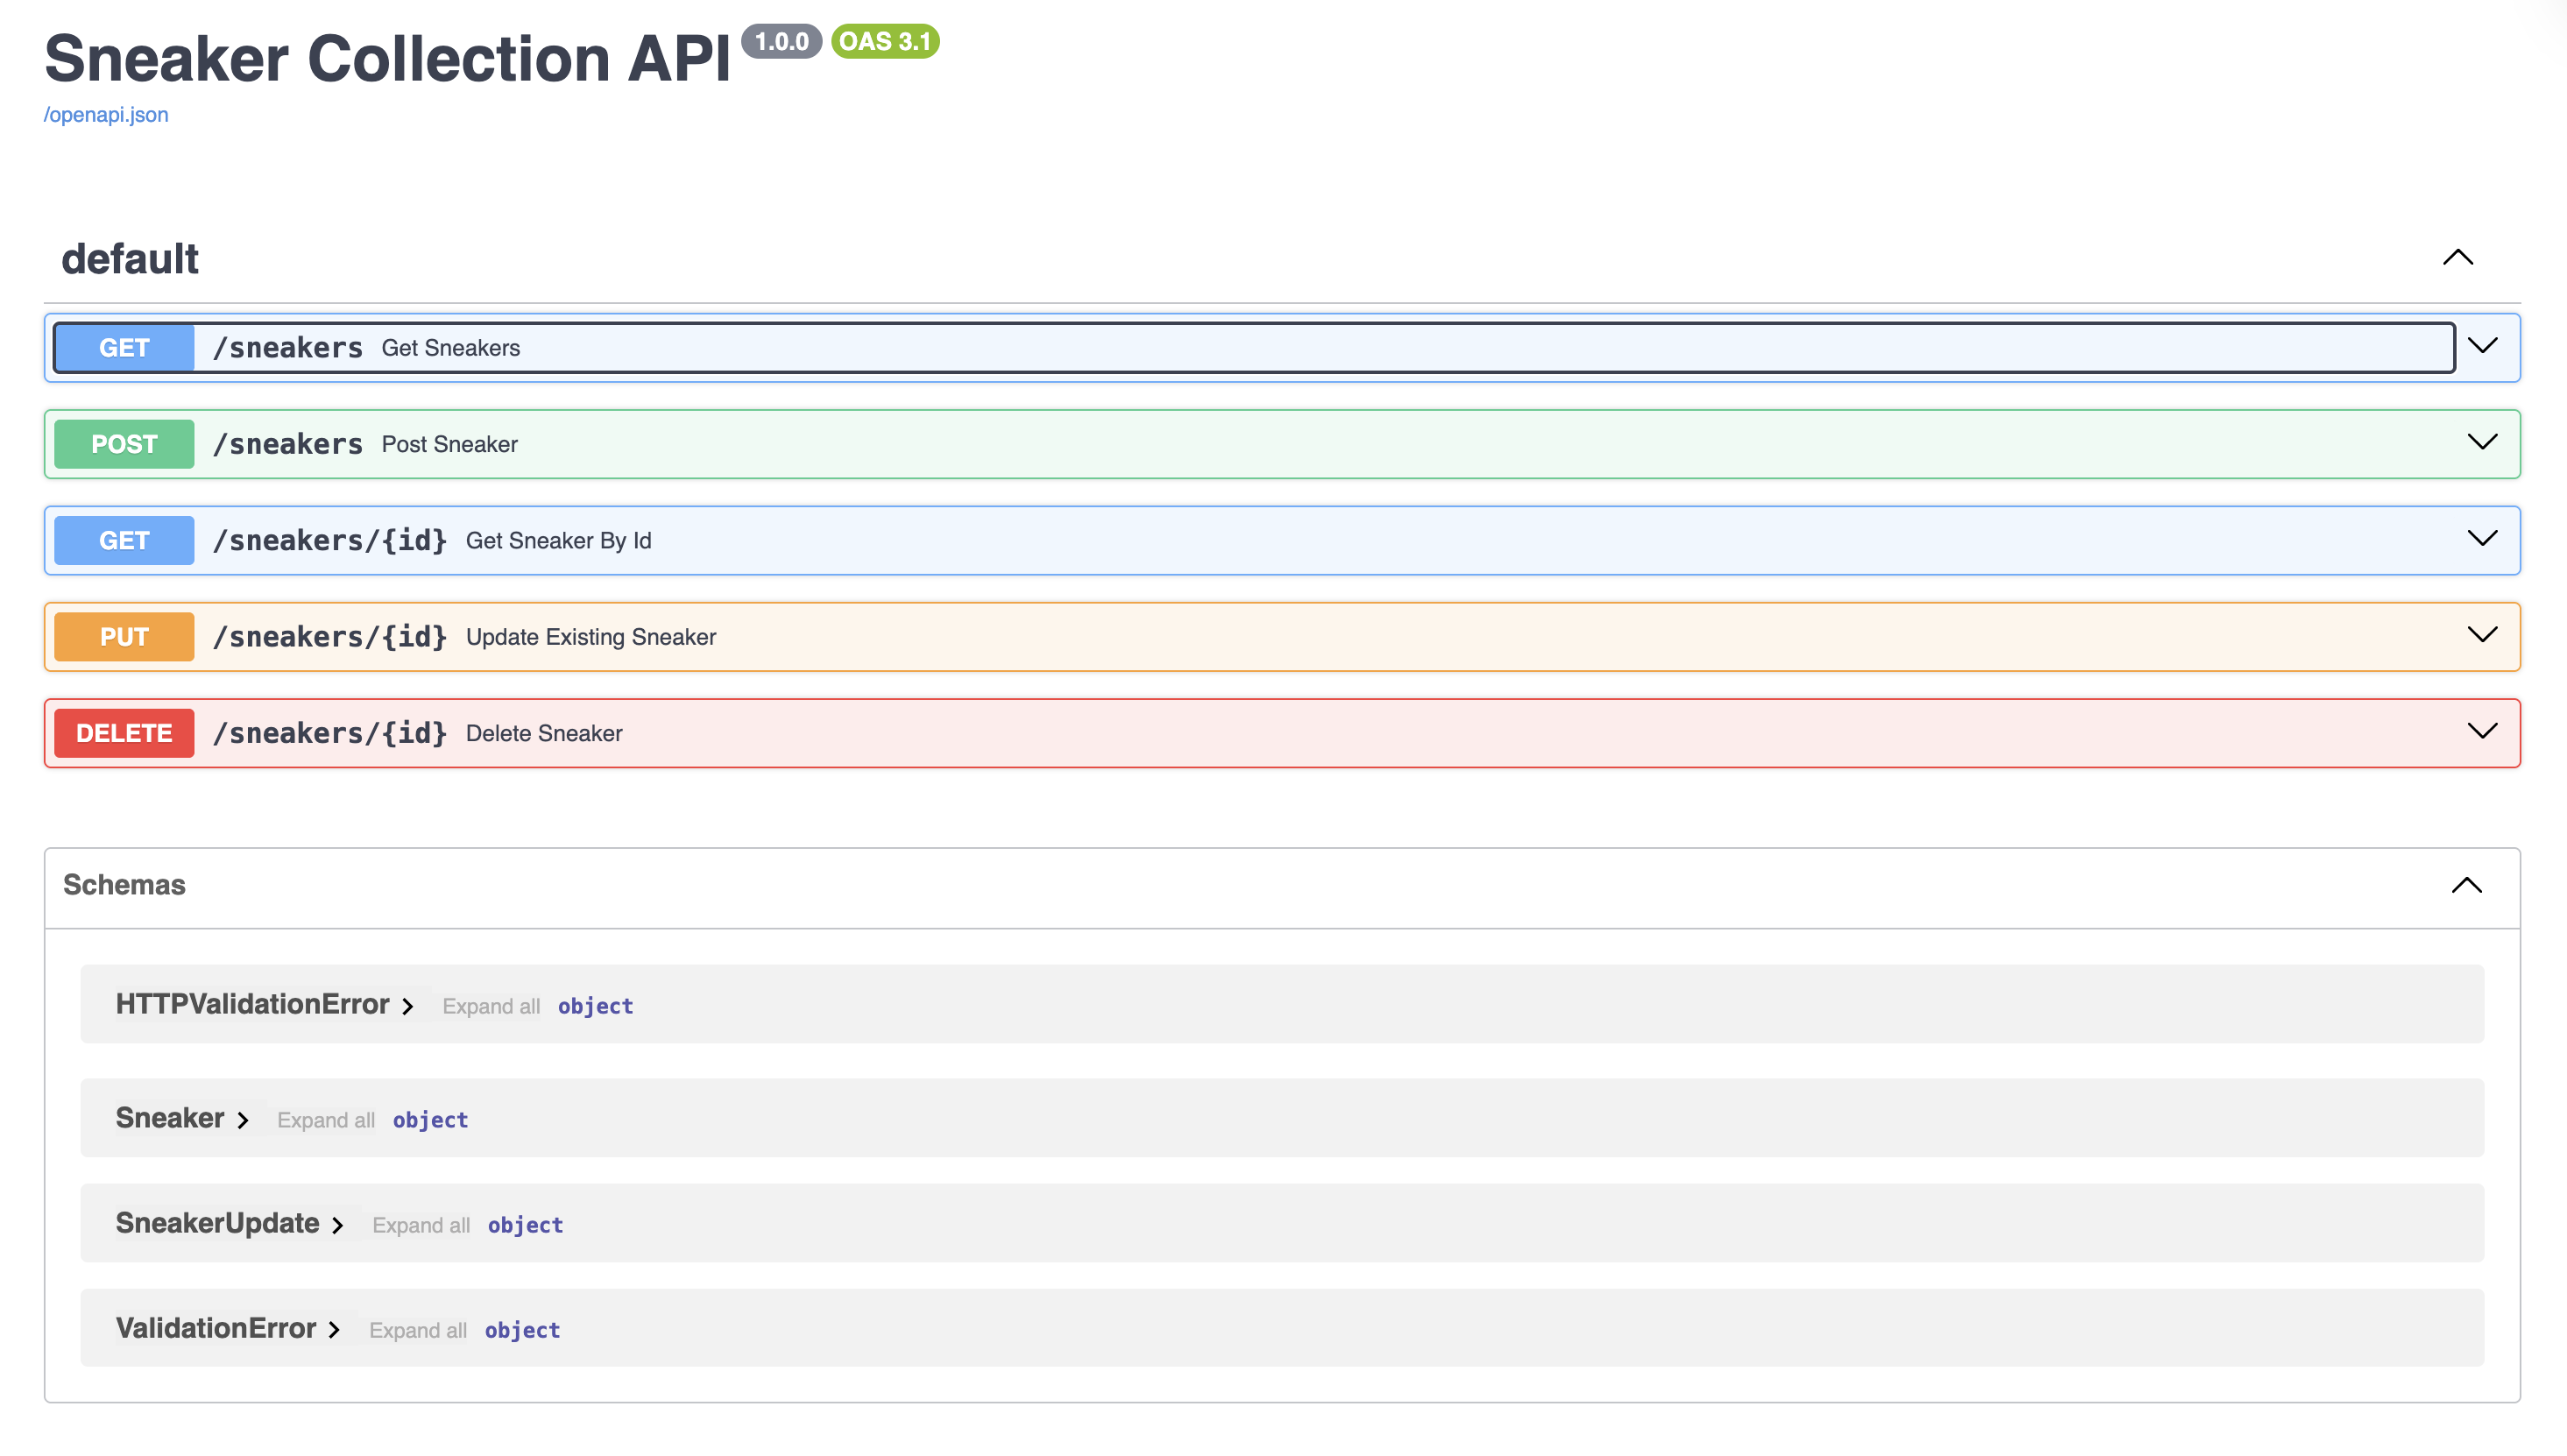 Sneaker Collection API 1.0.0 OAS 3.1
/openapi.json
default
GET /sneakers Get Sneakers
POST /sneakers Post Sneaker
GET /sneakers/{id} Get Sneaker By Id
PUT /sneakers/{id} Update Existing Sneaker
DELETE /sneakers/{id} Delete Sneaker
Schemas
HTTPValidationError Expand all object
Sneaker Expand all object
SneakerUpdate Expand all object
ValidationError Expand all object